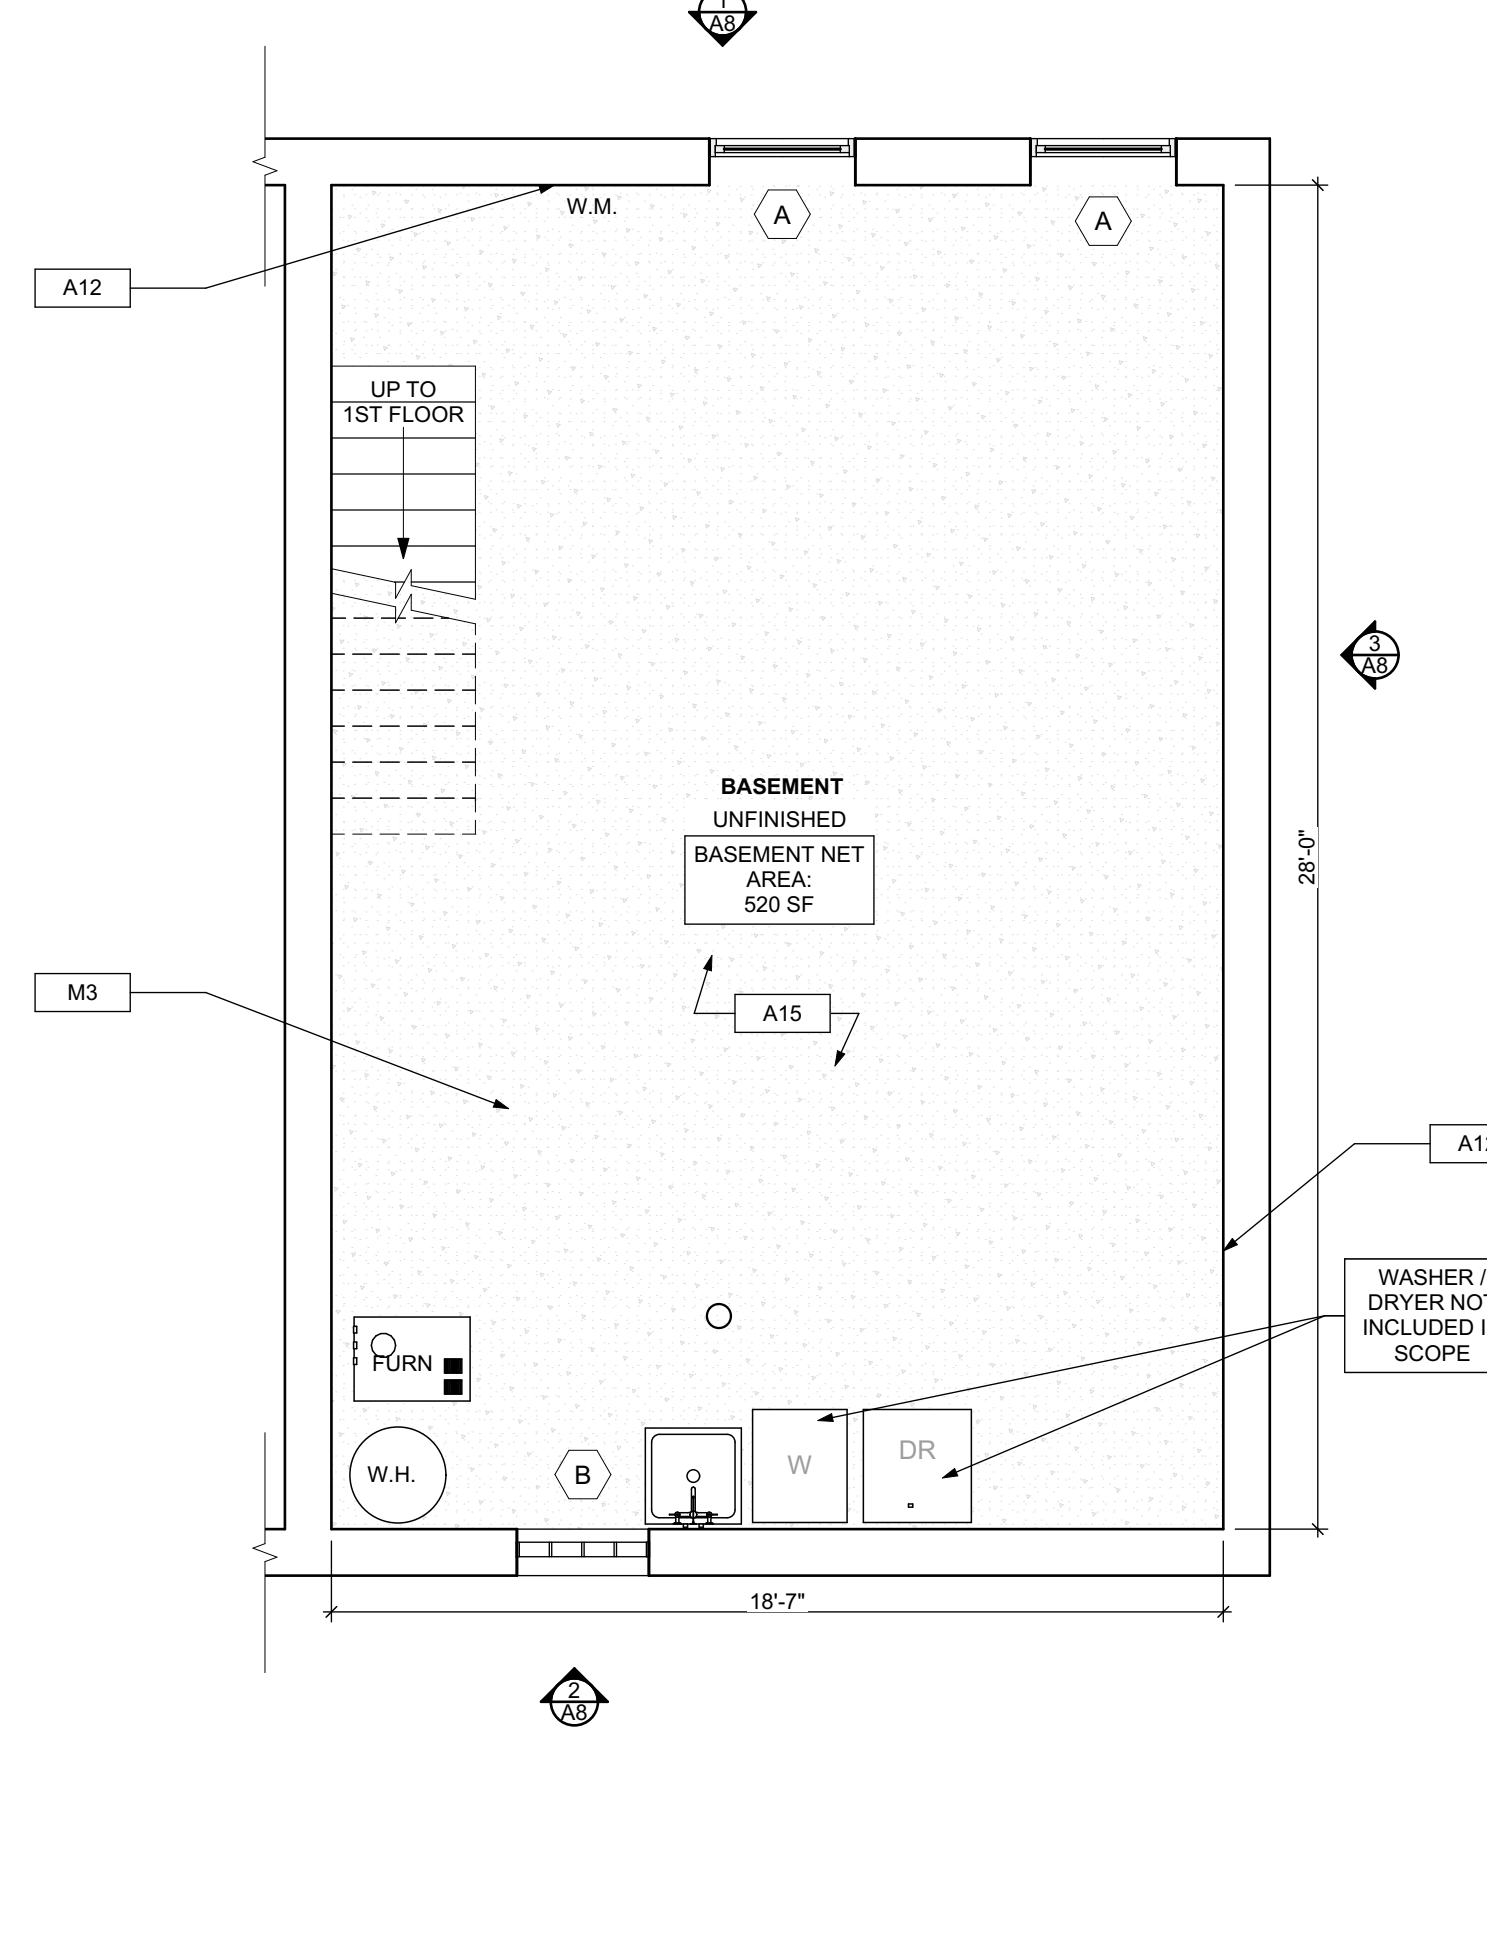 1
A8
W.M.
A
A
A12
UP TO
1ST FLOOR
3
A8
BASEMENT
UNFINISHED
BASEMENT NET
AREA:
520 SF
28'-0"
M3
A15
A12
WASHER /
DRYER NOT
INCLUDED I
SCOPE
FURN
W.H.
B
W
DR
18'-7"
2
A8